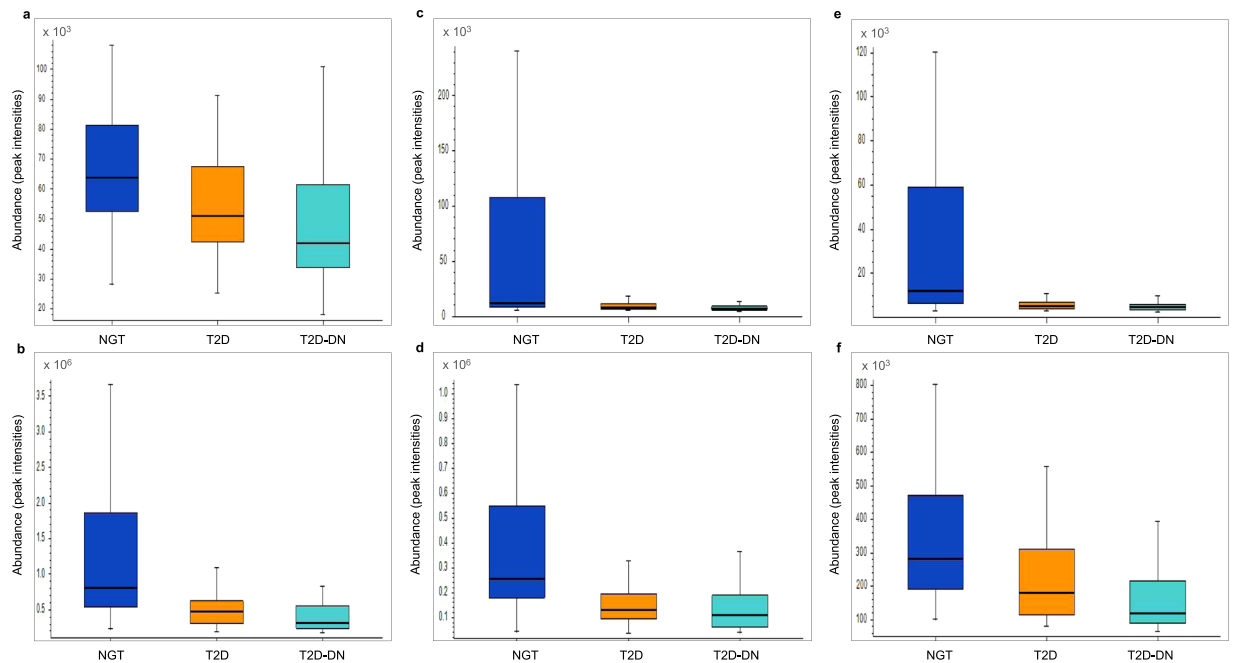 a
x 10³
Abundance (peak intensities)
100
90
80
70
60
50
40
30
20
NGT
T2D
T2D-DN
c
x 10³
Abundance (peak intensities)
200
150
100
50
0
NGT
T2D
T2D-DN
e
x 10³
Abundance (peak intensities)
120
100
80
60
40
20
NGT
T2D
T2D-DN
b
x 10⁶
Abundance (peak intensities)
3.5
3.0
2.5
2.0
1.5
1.0
0.5
NGT
T2D
T2D-DN
d
x 10⁶
Abundance (peak intensities)
1.0
0.9
0.8
0.7
0.6
0.5
0.4
0.3
0.2
0.1
NGT
T2D
T2D-DN
f
x 10³
Abundance (peak intensities)
800
700
600
500
400
300
200
100
NGT
T2D
T2D-DN